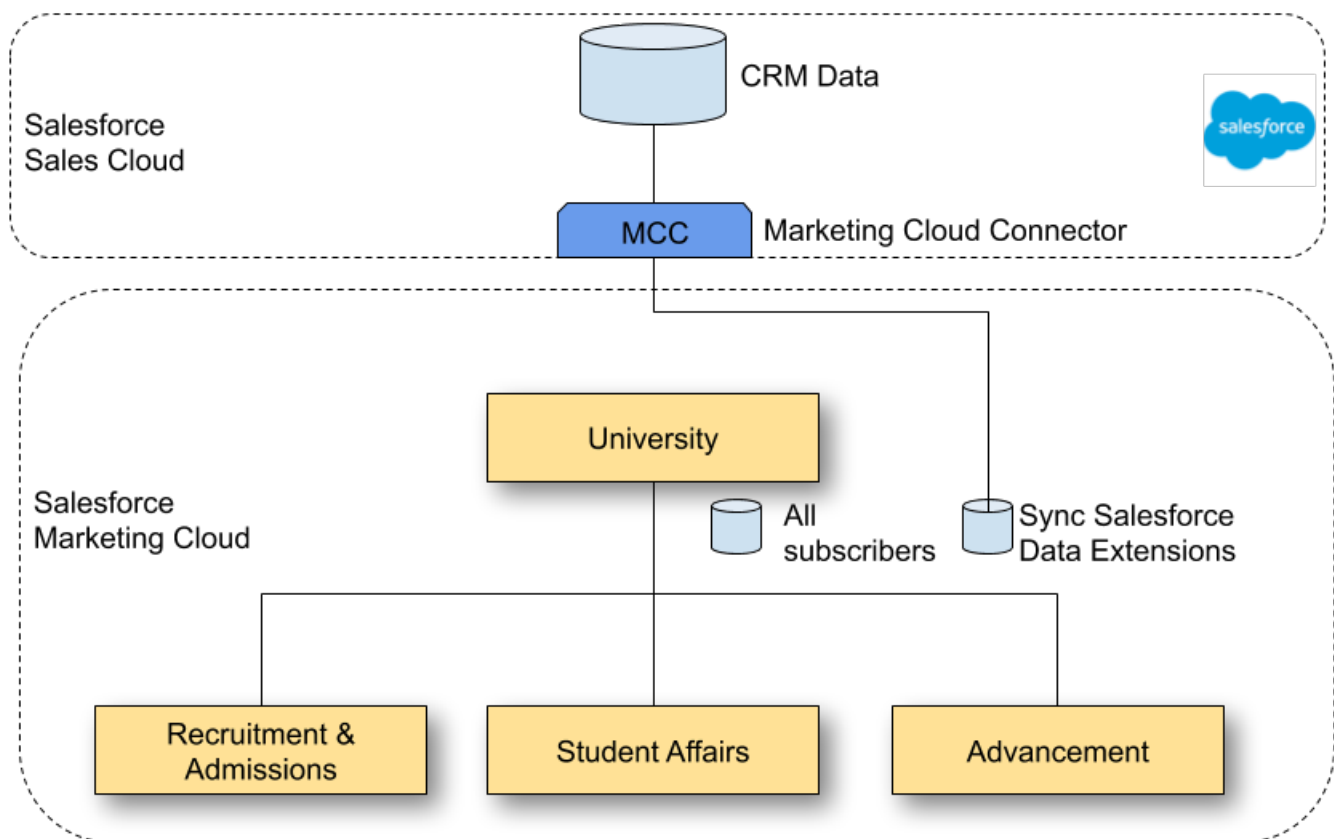 CRM Data
Salesforce
Sales Cloud
salesforce
MCC
Marketing Cloud Connector
University
Salesforce
Marketing Cloud
All
subscribers
Sync Salesforce
Data Extensions
Recruitment &
Admissions
Student Affairs
Advancement